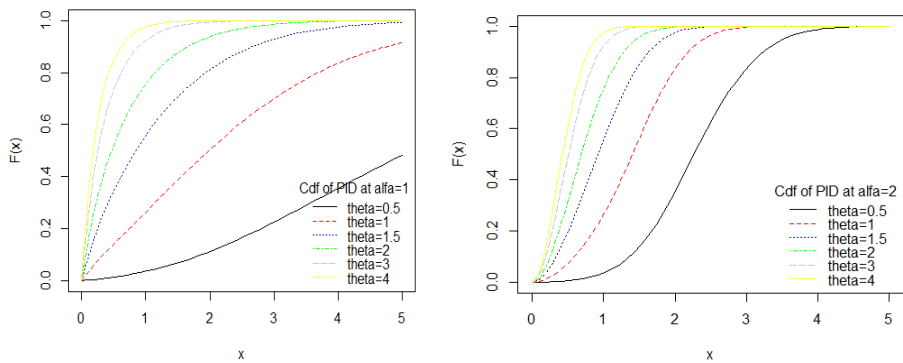 1.0
0.8
0.6
0.4
0.2
0.0
F(x)
Cdf of PID at alfa=1
theta=0.5
theta=1
theta=1.5
theta=2
theta=3
theta=4
0 1 2 3 4 5
x
1.0
0.8
0.6
0.4
0.2
0.0
F(x)
Cdf of PID at alfa=2
theta=0.5
theta=1
theta=1.5
theta=2
theta=3
theta=4
0 1 2 3 4 5
x